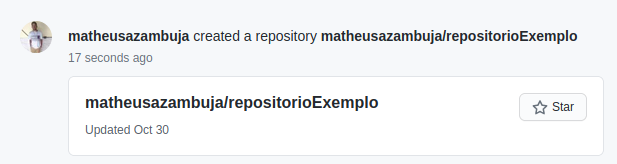 matheusazambuja created a repository matheusazambuja/repositorioExemplo
17 seconds ago
matheusazambuja/repositorioExemplo
Star
Updated Oct 30